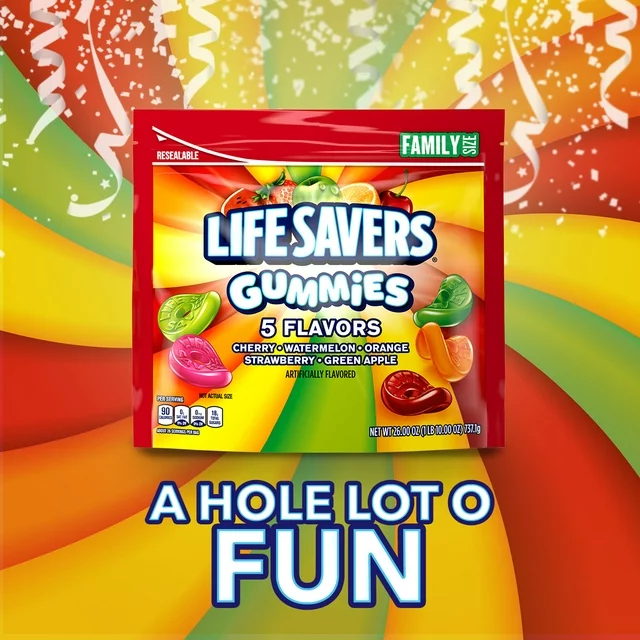 RESEALABLE
FAMILY SIZE
LIFE SAVERS
GUMMIES
5 FLAVORS
CHERRY • WATERMELON • ORANGE
STRAWBERRY • GREEN APPLE
ARTIFICIALLY FLAVORED
NOT ACTUAL SIZE
PER SERVING
90
CALORIES
NET WT 26.00 OZ (1 LB 10.00 OZ) 737.1g
A HOLE LOT O
FUN